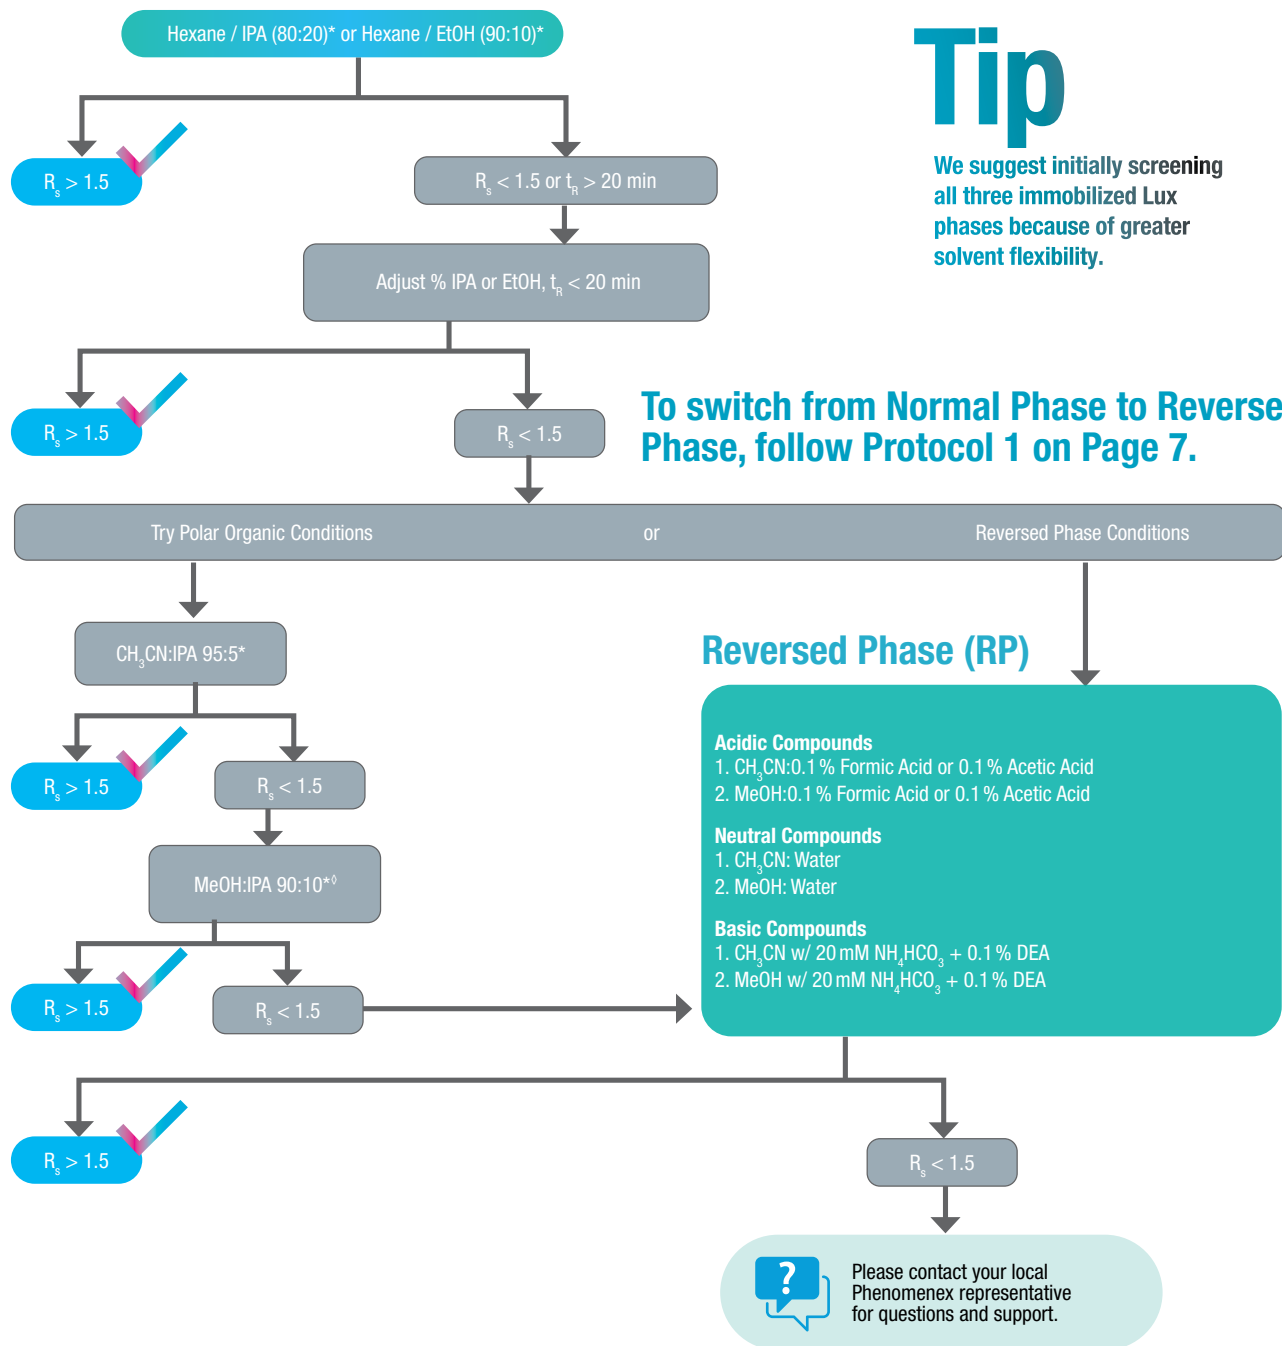 Hexane / IPA (80:20)* or Hexane / EtOH (90:10)*
Tip
We suggest initially screening
all three immobilized Lux
phases because of greater
solvent flexibility.
Rs > 1.5
Rs < 1.5 or tR > 20 min
Adjust % IPA or EtOH, tR < 20 min
Rs > 1.5
Rs < 1.5
To switch from Normal Phase to Reverse
Phase, follow Protocol 1 on Page 7.
Try Polar Organic Conditions
or
Reversed Phase Conditions
CH3CN:IPA 95:5*
Rs > 1.5
Rs < 1.5
MeOH:IPA 90:10*◊
Rs > 1.5
Rs < 1.5
Reversed Phase (RP)
Acidic Compounds
1. CH3CN:0.1 % Formic Acid or 0.1 % Acetic Acid
2. MeOH:0.1 % Formic Acid or 0.1 % Acetic Acid
Neutral Compounds
1. CH3CN: Water
2. MeOH: Water
Basic Compounds
1. CH3CN w/ 20 mM NH4HCO3 + 0.1 % DEA
2. MeOH w/ 20 mM NH4HCO3 + 0.1 % DEA
Rs > 1.5
Rs < 1.5
?
Please contact your local
Phenomenex representative
for questions and support.